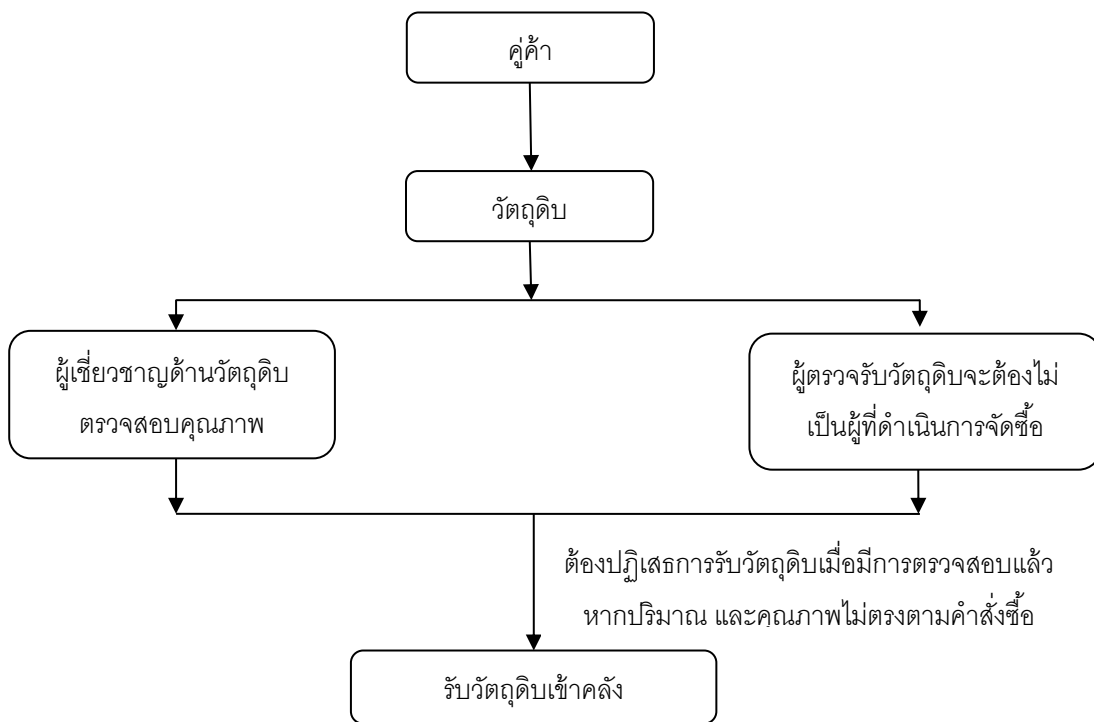 คู่ค้า
วัตถุดิบ
ผู้เชี่ยวชาญด้านวัตถุดิบ
ตรวจสอบคุณภาพ
ผู้ตรวจรับวัตถุดิบจะต้องไม่
เป็นผู้ที่ดำเนินการจัดซื้อ
ต้องปฏิเสธการรับวัตถุดิบเมื่อมีการตรวจสอบแล้ว
หากปริมาณ และคุณภาพไม่ตรงตามคำสั่งซื้อ
รับวัตถุดิบเข้าคลัง